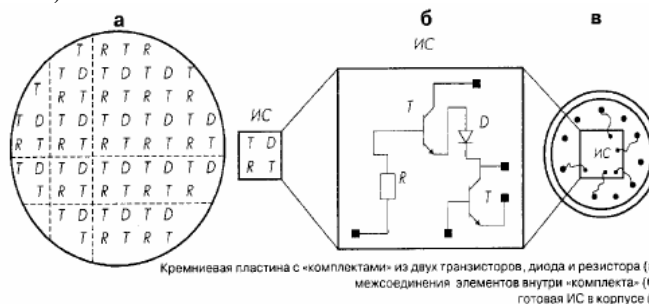 а б в
ИС
T R T R
T D T D T D T
T
R T R T R T R
T D T D T D T D T D
R T R T R T R T R T
T D T D T D T D T D
T R T R T R T R
T D T D T D
T R T R T
ИС
T D
R T
T
D
R
T
ИС
Кремниевая пластина с «комплектами» из двух транзисторов, диода и резистора (
межсоединения элементов внутри «комплекта» (
готовая ИС в корпусе (